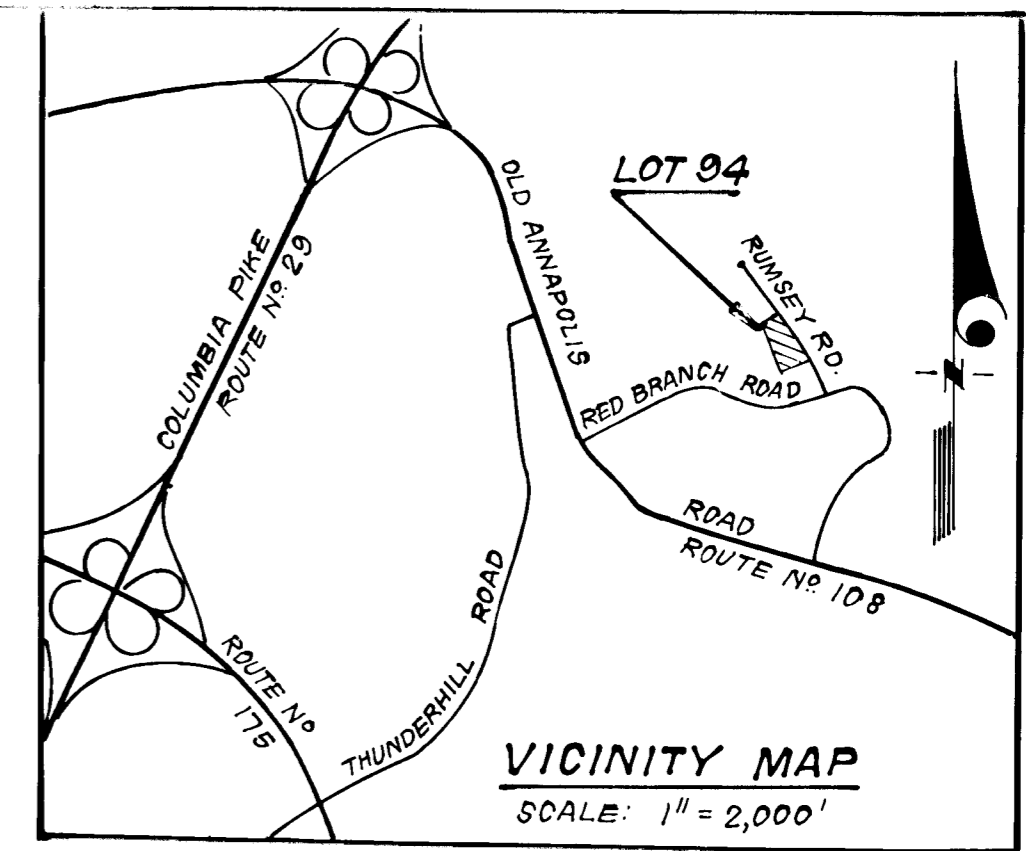 LOT 94
OLD ANNAPOLIS
RUMSEY RD.
COLUMBIA PIKE
ROUTE Nº 29
RED BRANCH ROAD
N
ROAD
ROUTE Nº 108
THUNDERHILL ROAD
ROUTE Nº
175
VICINITY MAP
SCALE: 1" = 2,000'